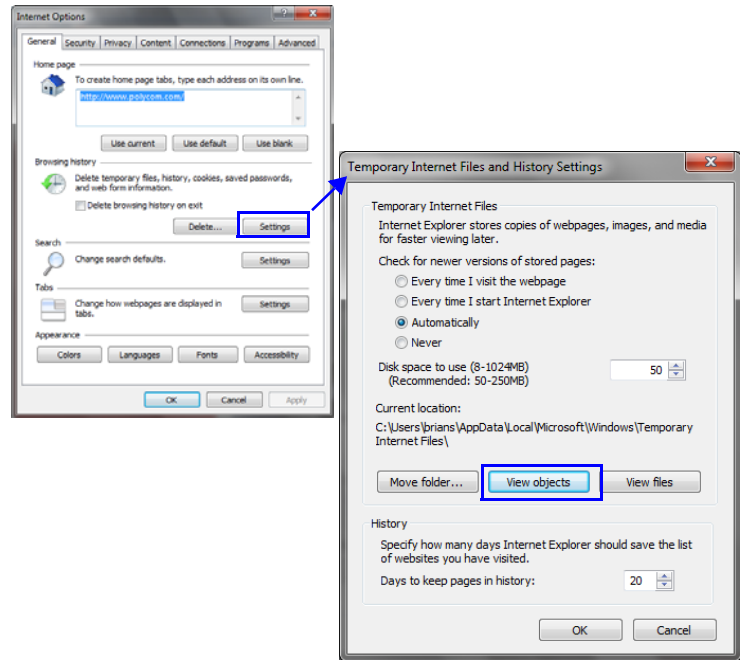 Internet Options
General Security Privacy Content Connections Programs Advanced
Home page
To create home page tabs, type each address on its own line.
http://www.polycom.com/
Use current Use default Use blank
Browsing history
Delete temporary files, history, cookies, saved passwords,
and web form information.
Delete browsing history on exit
Delete... Settings
Search
Change search defaults. Settings
Tabs
Change how webpages are displayed in
tabs.
Settings
Appearance
Colors Languages Fonts Accessibility
OK Cancel Apply
Temporary Internet Files and History Settings
Temporary Internet Files
Internet Explorer stores copies of webpages, images, and media
for faster viewing later.
Check for newer versions of stored pages:
Every time I visit the webpage
Every time I start Internet Explorer
Automatically
Never
Disk space to use (8-1024MB)
(Recommended: 50-250MB)
50
Current location:
C:\Users\brians\AppData\Local\Microsoft\Windows\Temporary
Internet Files\
Move folder... View objects View files
History
Specify how many days Internet Explorer should save the list
of websites you have visited.
Days to keep pages in history: 20
OK Cancel